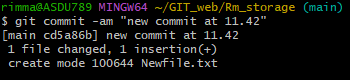 rimma@ASDU789 MINGW64 ~/GIT_web/Rm_storage (main)
$ git commit -am "new commit at 11.42"
[main cd5a86b] new commit at 11.42
1 file changed, 1 insertion(+)
create mode 100644 Newfile.txt